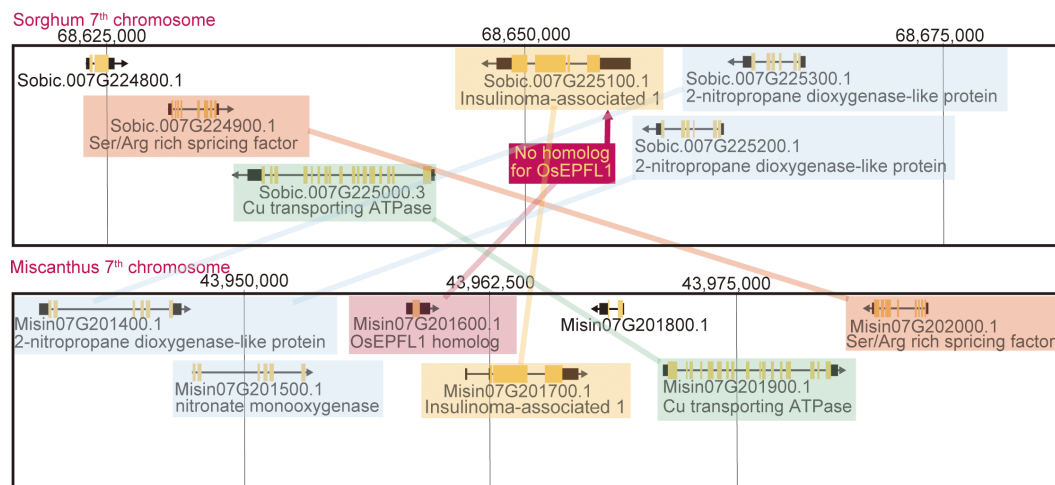 Sorghum 7th chromosome
68,625,000
68,650,000
68,675,000
Sobic.007G224800.1
Sobic.007G225100.1
Insulinoma-associated 1
Sobic.007G225300.1
2-nitropropane dioxygenase-like protein
Sobic.007G224900.1
Ser/Arg rich spricing factor
No homolog
for OsEPFL1
Sobic.007G225200.1
2-nitropropane dioxygenase-like protein
Sobic.007G225000.3
Cu transporting ATPase
Miscanthus 7th chromosome
43,950,000
43,962,500
43,975,000
Misin07G201400.1
2-nitropropane dioxygenase-like protein
Misin07G201600.1
OsEPFL1 homolog
Misin07G201800.1
Misin07G202000.1
Ser/Arg rich spricing factor
Misin07G201500.1
nitronate monooxygenase
Misin07G201700.1
Insulinoma-associated 1
Misin07G201900.1
Cu transporting ATPase